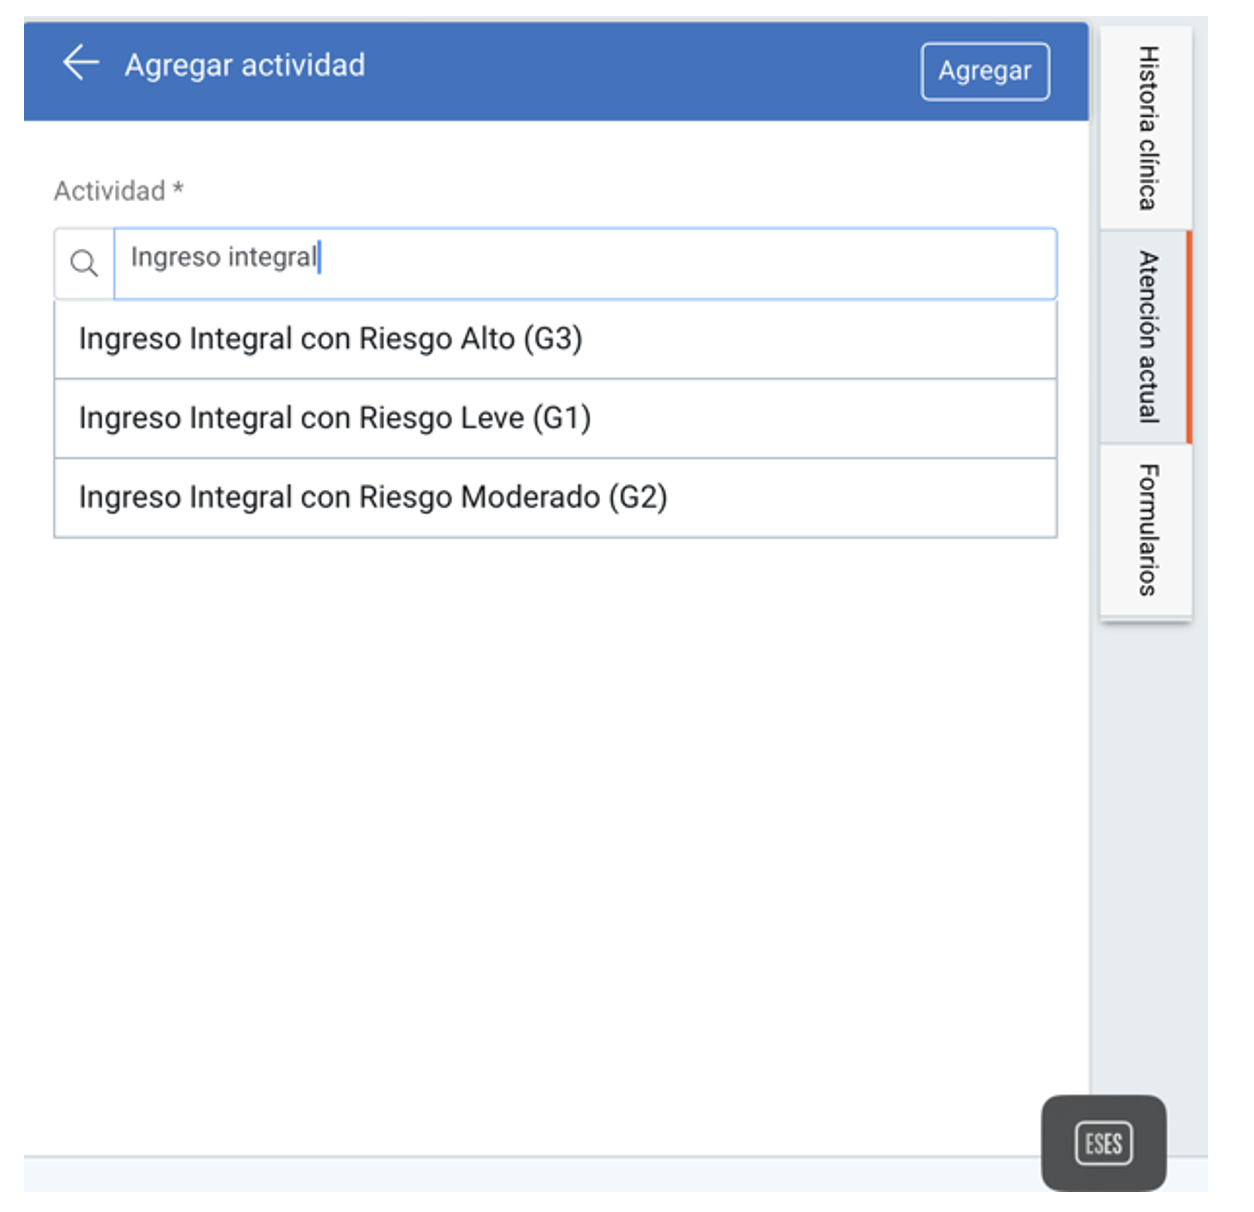 Agregar actividad
Agregar
Actividad *
Ingreso integral
Ingreso Integral con Riesgo Alto (G3)
Ingreso Integral con Riesgo Leve (G1)
Ingreso Integral con Riesgo Moderado (G2)
Historia clínica
Atención actual
Formularios
ESES